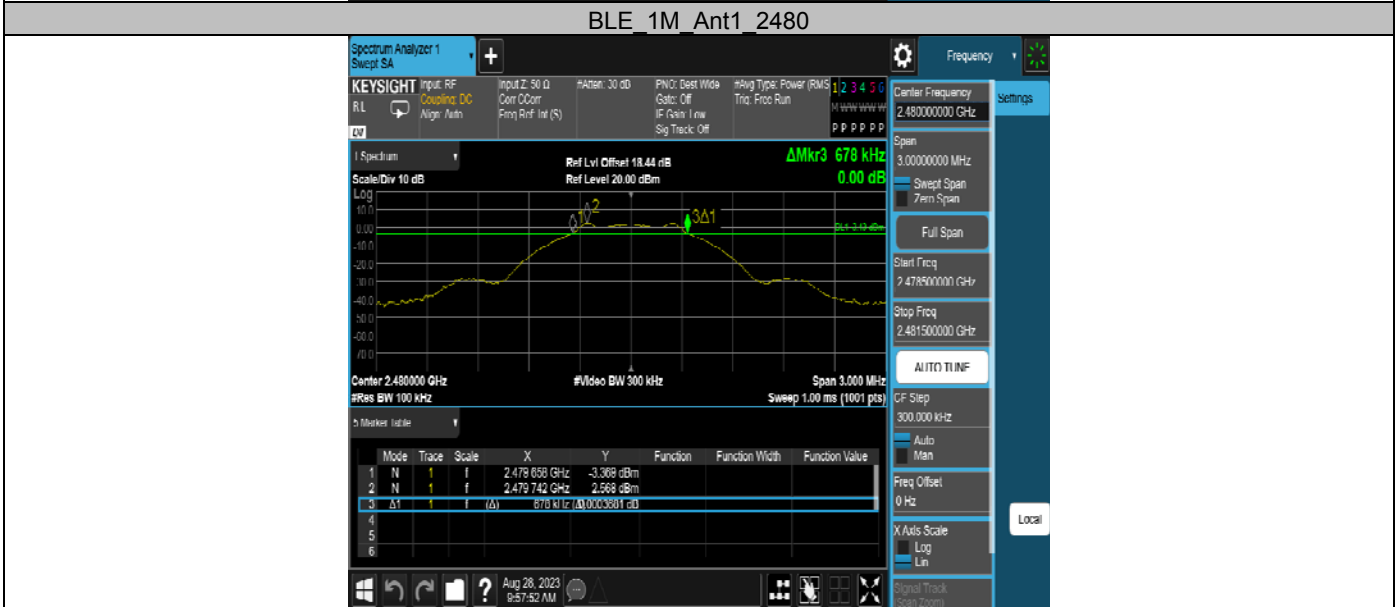 BLE_1M_Ant1_2480
Spectrum Analyzer 1
Swept SA
Frequency
KEYSIGHT
Input: RF
Coupling: DC
Align: Auto
Input Z: 50 Ω
Corr CCorr
Freq Ref: Int (S)
#Atten: 30 dB
PNO: Best Wide
Gate: Off
IF Gain: Low
Sig Track: Off
#Avg Type: Power (RMS
Trig: Free Run
1 2 3 4 5 6
M W W W W W
P P P P P P
RL
Center Frequency
2.480000000 GHz
Settings
Span
3.00000000 MHz
Swept Span
Zero Span
Full Span
Start Freq
2.478500000 GHz
Stop Freq
2.481500000 GHz
AUTO TUNE
CF Step
300.000 kHz
Auto
Man
Freq Offset
0 Hz
X Axis Scale
Log
Lin
Signal Track
(Span Zoom)
Local
1 Spectrum
Scale/Div 10 dB
Ref Lvl Offset 18.44 dB
Ref Level 20.00 dBm
ΔMkr3 678 kHz
0.00 dB
Log
10.0
0.00
-10.0
-20.0
-30.0
-40.0
-50.0
-60.0
-70.0
1
2
3Δ1
Center 2.480000 GHz
#Video BW 300 kHz
Span 3.000 MHz
#Res BW 100 kHz
Sweep 1.00 ms (1001 pts)
5 Marker Table
Mode Trace Scale X Y Function Function Width Function Value
1 N 1 f 2.479 658 GHz -3.369 dBm
2 N 1 f 2.479 742 GHz 2.568 dBm
3 Δ1 1 f (Δ) 678 kHz (Δ)
4
5
6
Aug 28, 2023
9:57:52 AM